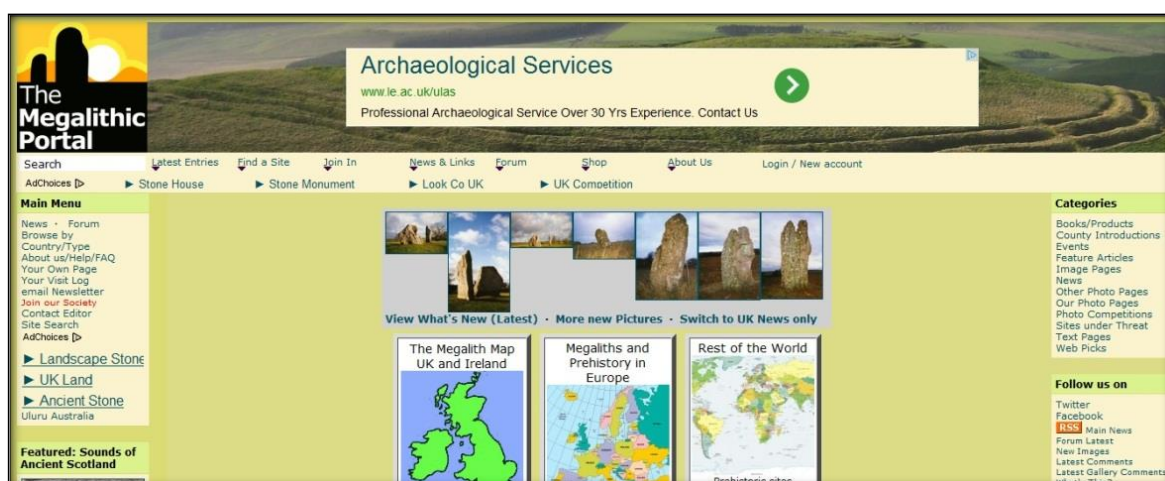 The
Megalithic
Portal
Archaeological Services
www.le.ac.uk/ulas
Professional Archaeological Service Over 30 Yrs Experience. Contact Us
Search
Latest Entries
Find a Site
Join In
News & Links
Forum
Shop
About Us
Login / New account
AdChoices
Stone House
Stone Monument
Look Co UK
UK Competition
Main Menu
News · Forum
Browse by
Country/Type
About us/Help/FAQ
Your Own Page
Your Visit Log
email Newsletter
Join our Society
Contact Editor
Site Search
AdChoices
Landscape Stone
UK Land
Ancient Stone
Uluru Australia
Featured: Sounds of
Ancient Scotland
View What's New (Latest) · More new Pictures · Switch to UK News only
The Megalith Map
UK and Ireland
Megaliths and
Prehistory in
Europe
Rest of the World
Prehistoric sites
Categories
Books/Products
County Introductions
Events
Feature Articles
Image Pages
News
Other Photo Pages
Our Photo Pages
Photo Competitions
Sites under Threat
Text Pages
Web Picks
Follow us on
Twitter
Facebook
RSS Main News
Forum Latest
New Images
Latest Comments
Latest Gallery Comments